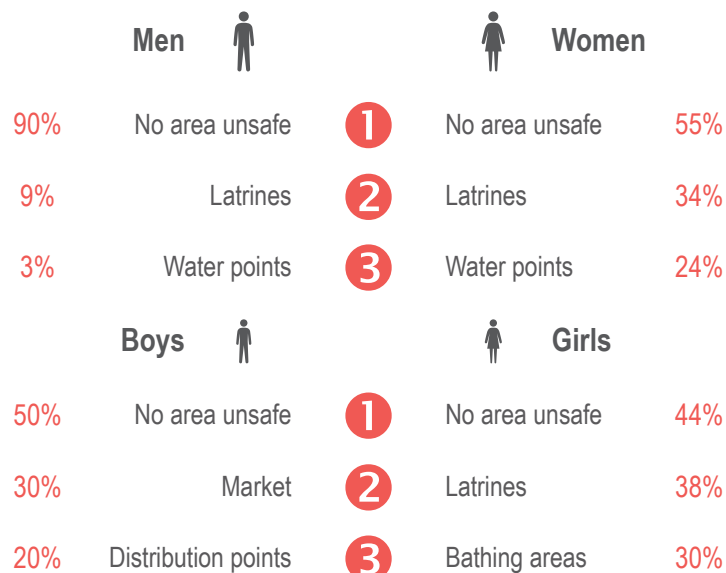 Men Women
90% No area unsafe 1 No area unsafe 55%
9% Latrines 2 Latrines 34%
3% Water points 3 Water points 24%
Boys Girls
50% No area unsafe 1 No area unsafe 44%
30% Market 2 Latrines 38%
20% Distribution points 3 Bathing areas 30%